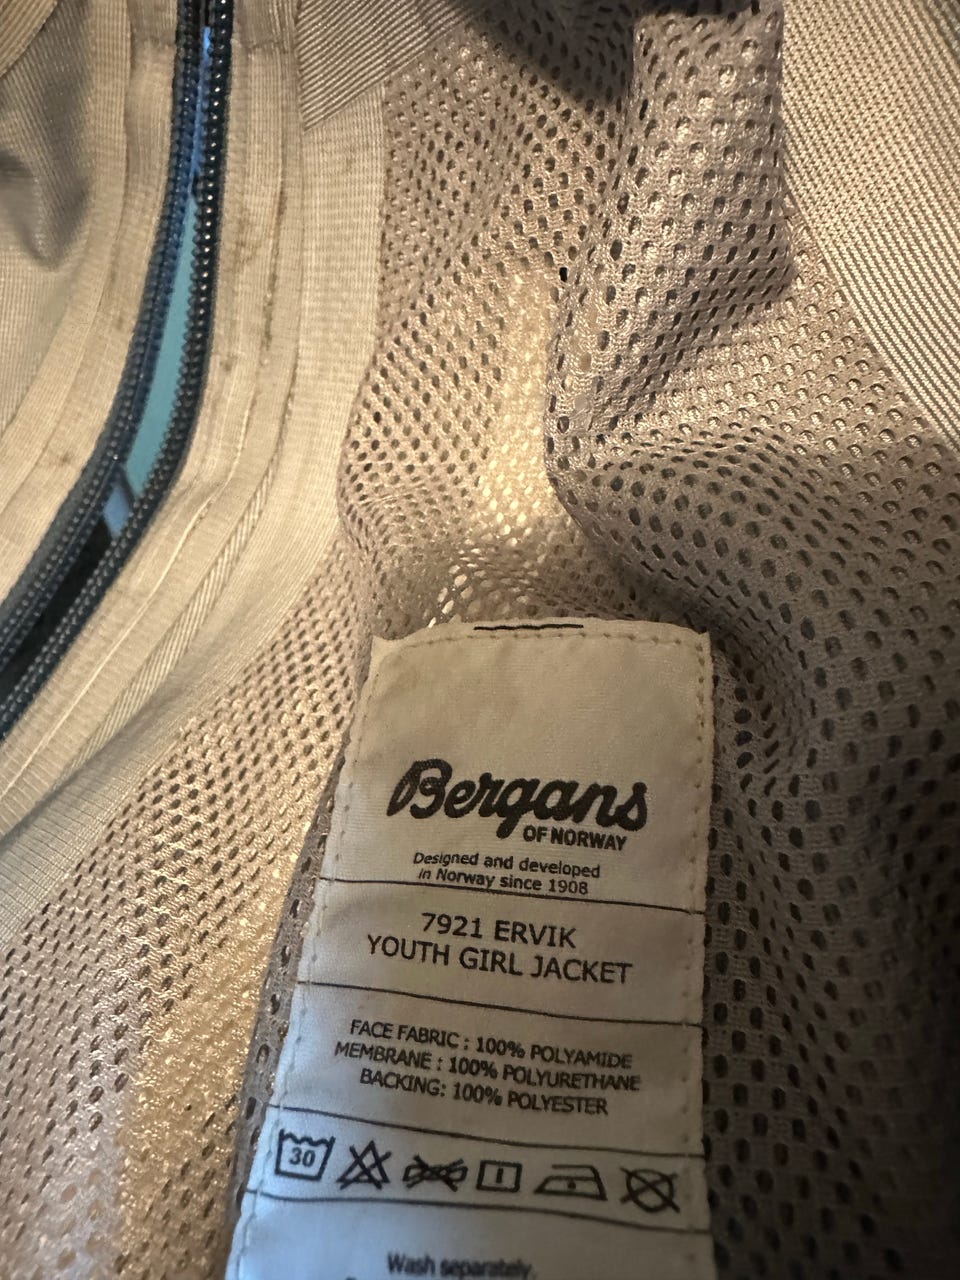 Bergans
OF NORWAY
Designed and developed
in Norway since 1908
7921 ERVIK
YOUTH GIRL JACKET
FACE FABRIC : 100% POLYAMIDE
MEMBRANE : 100% POLYURETHANE
BACKING: 100% POLYESTER
30
Wash separately.